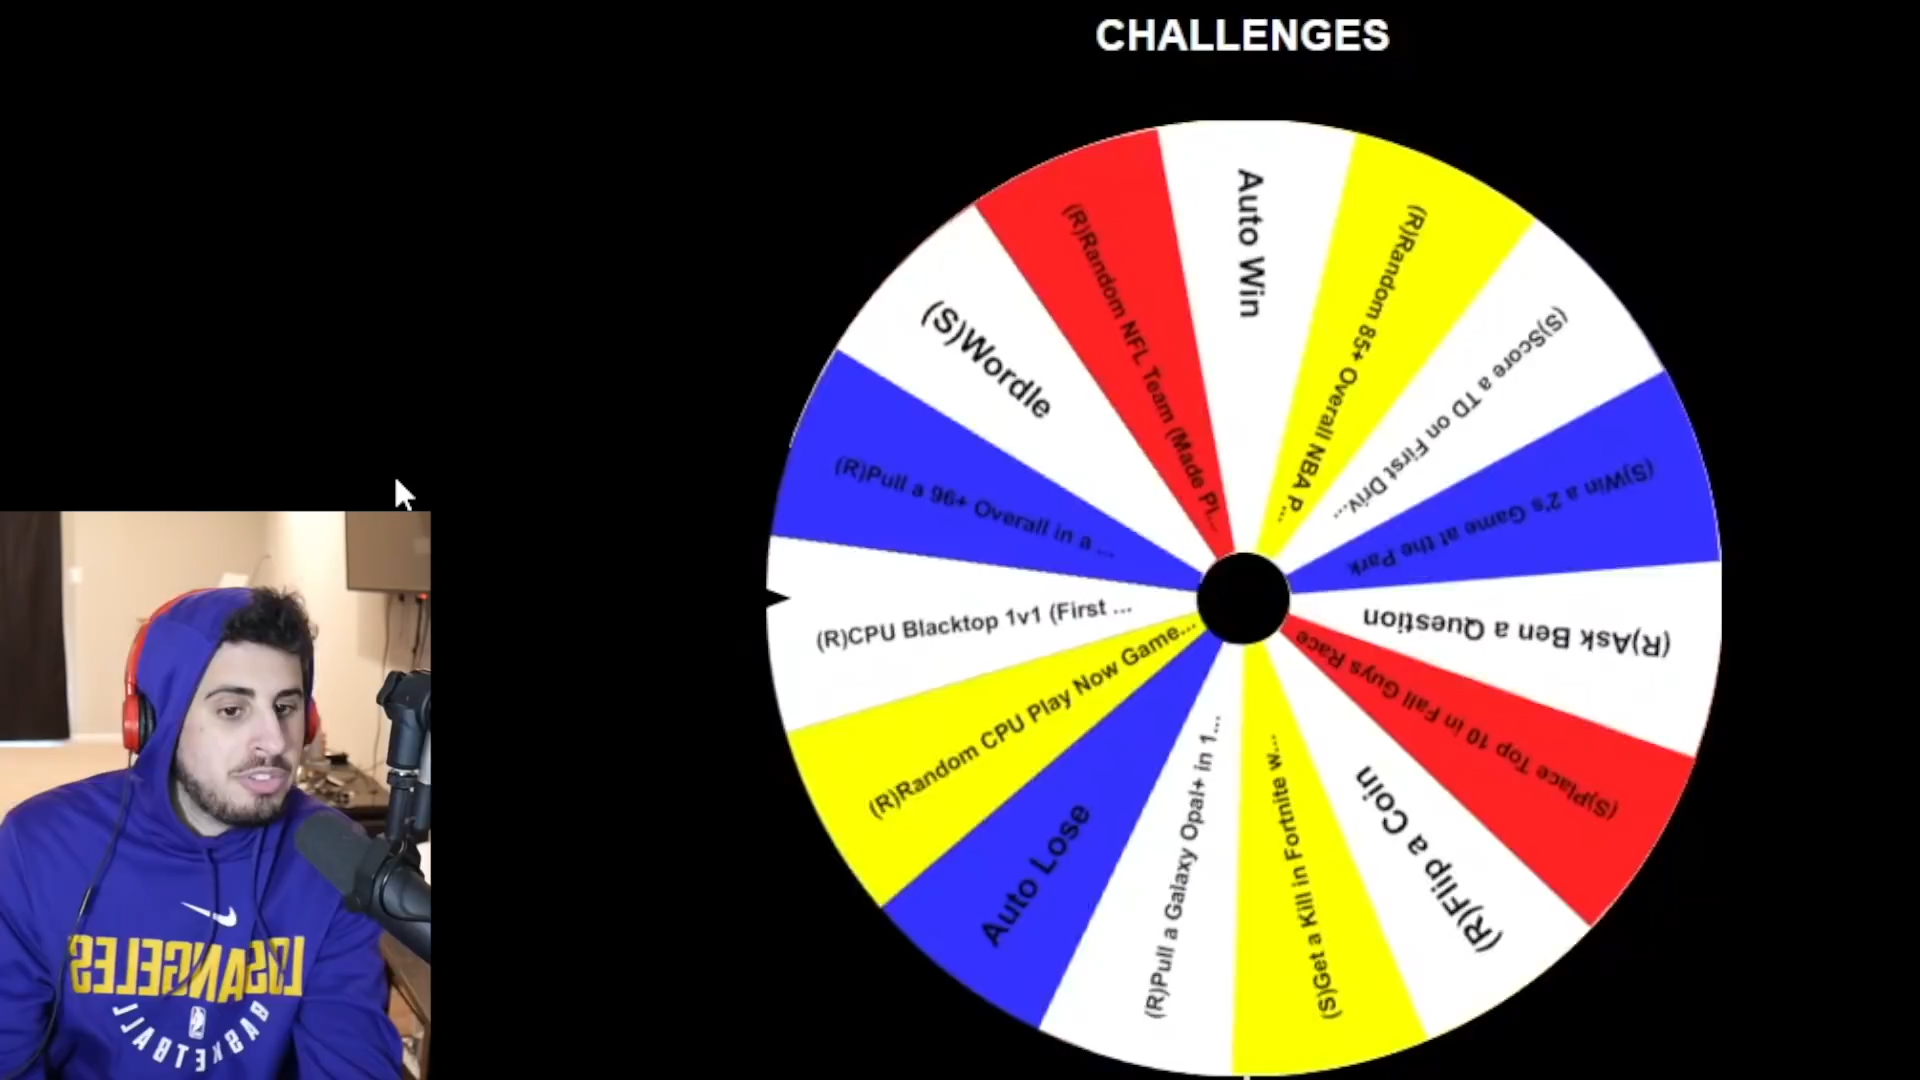 CHALLENGES
Auto Win
(R)Random 85+ Overall NBA P...
(S)Score a TD on First Driv...
(S)Win a 2's Game at the Park
(R)Ask Ben a Question
(S)Place Top 10 in Fall Guys Race
(R)Flip a Coin
(S)Get a Kill in Fortnite w...
(R)Pull a Galaxy Opal+ in 1...
Auto Lose
(R)Random CPU Play Now Game...
(R)CPU Blacktop 1v1 (First ...
(R)Pull a 96+ Overall in a ...
(S)Wordle
(R)Random NFL Team (Made Pl...
LOS ANGELES
BASKETBALL